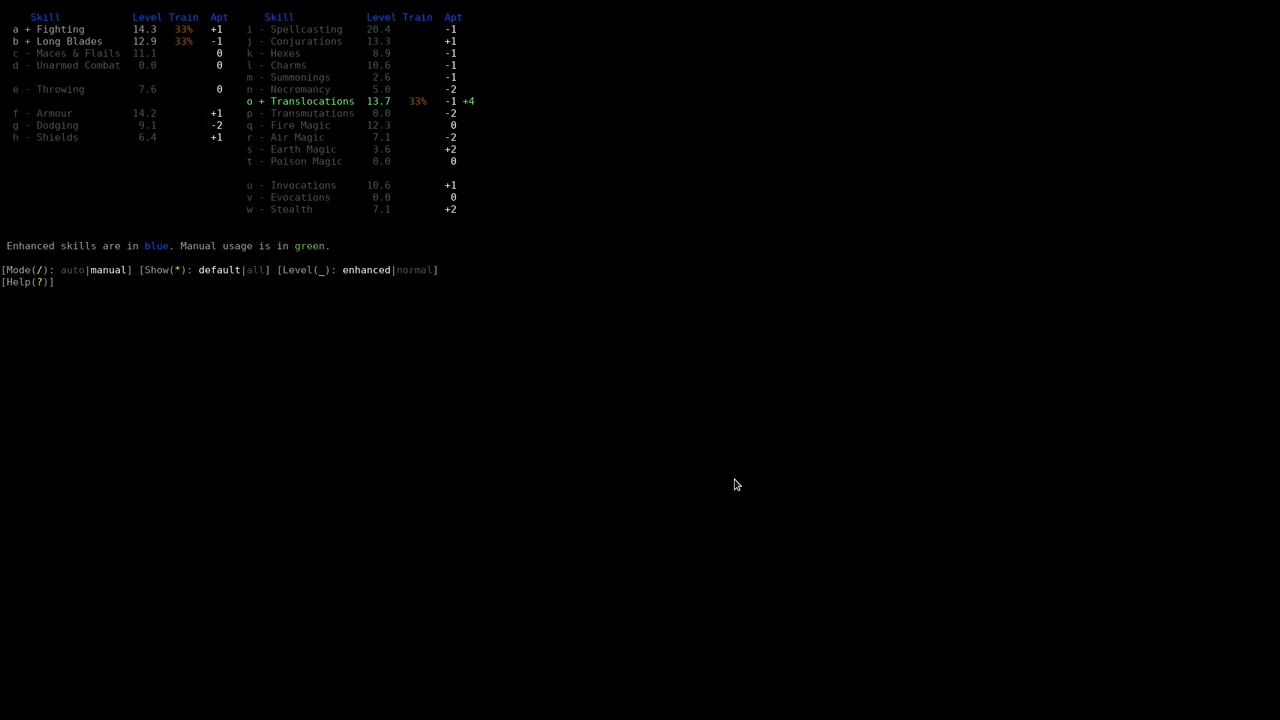 Skill Level Train Apt Skill Level Train Apt
a + Fighting 14.3 33% +1 i - Spellcasting 20.4 -1
b + Long Blades 12.9 33% -1 j - Conjurations 13.3 +1
c - Maces & Flails 11.1 0 k - Hexes 8.9 -1
d - Unarmed Combat 0.0 0 l - Charms 10.6 -1
m - Summonings 2.6 -1
e - Throwing 7.6 0 n - Necromancy 5.0 -2
o + Translocations 13.7 33% -1 +4
f - Armour 14.2 +1 p - Transmutations 0.0 -2
g - Dodging 9.1 -2 q - Fire Magic 12.3 0
h - Shields 6.4 +1 r - Air Magic 7.1 -2
s - Earth Magic 3.6 +2
t - Poison Magic 0.0 0
u - Invocations 10.6 +1
v - Evocations 0.0 0
w - Stealth 7.1 +2
Enhanced skills are in blue. Manual usage is in green.
[Mode(/): auto|manual] [Show(*): default|all] [Level(_): enhanced|normal]
[Help(?)]